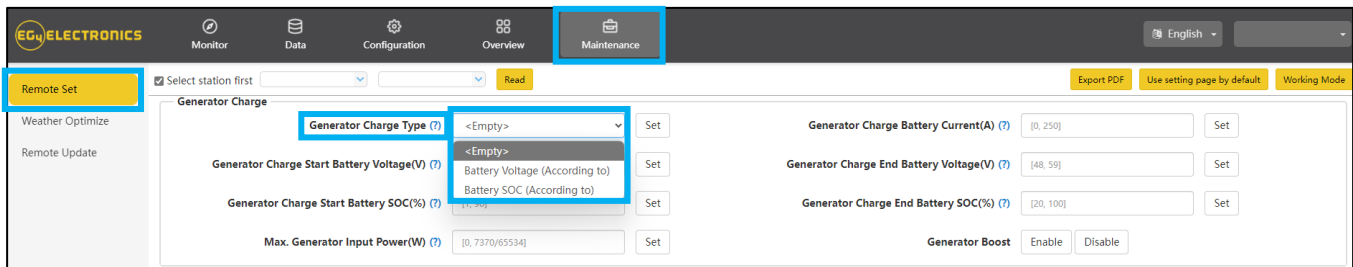 EG4 ELECTRONICS
Monitor
Data
Configuration
Overview
Maintenance
English
Remote Set
Weather Optimize
Remote Update
Select station first
Read
Export PDF
Use setting page by default
Working Mode
Generator Charge
Generator Charge Type (?)
<Empty>
Set
Generator Charge Battery Current(A) (?)
[0, 250]
Set
<Empty>
Battery Voltage (According to)
Battery SOC (According to)
Generator Charge Start Battery Voltage(V) (?)
Set
Generator Charge End Battery Voltage(V) (?)
[48, 59]
Set
Generator Charge Start Battery SOC(%) (?)
Set
Generator Charge End Battery SOC(%) (?)
[20, 100]
Set
Max. Generator Input Power(W) (?)
[0, 7370/65534]
Set
Generator Boost
Enable
Disable